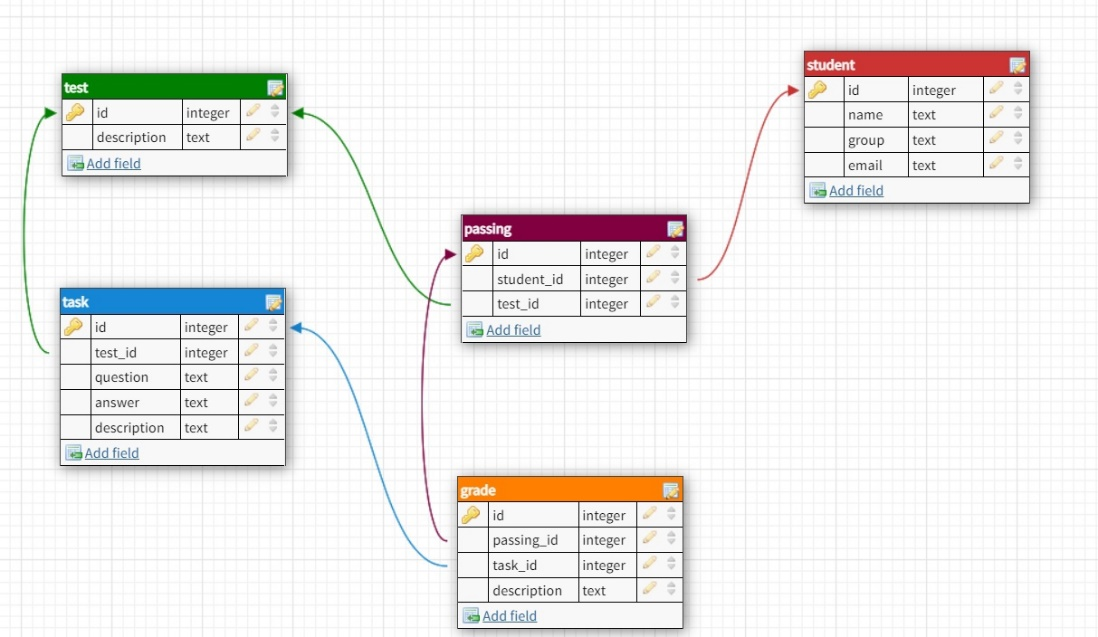 test
id integer
description text
Add field
student
id integer
name text
group text
email text
Add field
passing
id integer
student_id integer
test_id integer
Add field
task
id integer
test_id integer
question text
answer text
description text
Add field
grade
id integer
passing_id integer
task_id integer
description text
Add field